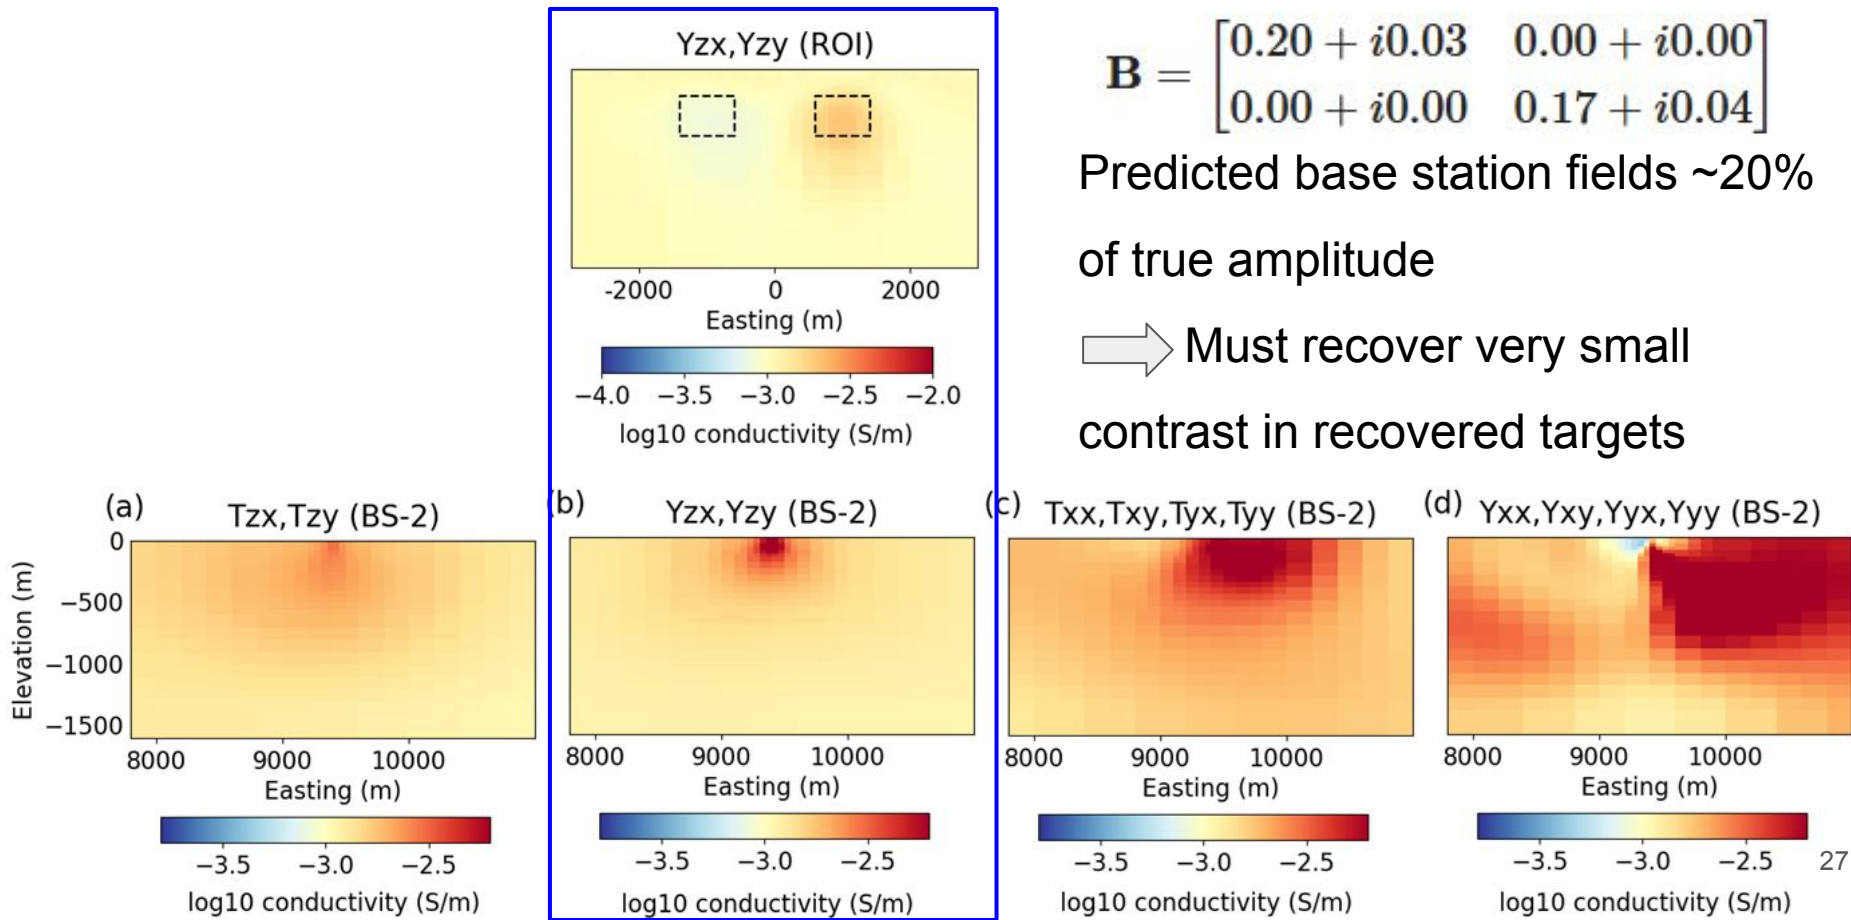 Yzx,Yzy (ROI)
-2000 0 2000
Easting (m)
−4.0 −3.5 −3.0 −2.5 −2.0
log10 conductivity (S/m)
B = [0.20 + i0.03 0.00 + i0.00]
[0.00 + i0.00 0.17 + i0.04]
Predicted base station fields ~20%
of true amplitude
Must recover very small
contrast in recovered targets
(a) Tzx,Tzy (BS-2)
0
−500
−1000
−1500
Elevation (m)
8000 9000 10000
Easting (m)
−3.5 −3.0 −2.5
log10 conductivity (S/m)
(b) Yzx,Yzy (BS-2)
8000 9000 10000
Easting (m)
−3.5 −3.0 −2.5
log10 conductivity (S/m)
(c) Txx,Txy,Tyx,Tyy (BS-2)
8000 9000 10000
Easting (m)
−3.5 −3.0 −2.5
log10 conductivity (S/m)
(d) Yxx,Yxy,Yyx,Yyy (BS-2)
8000 9000 10000
Easting (m)
−3.5 −3.0 −2.5
log10 conductivity (S/m)
27